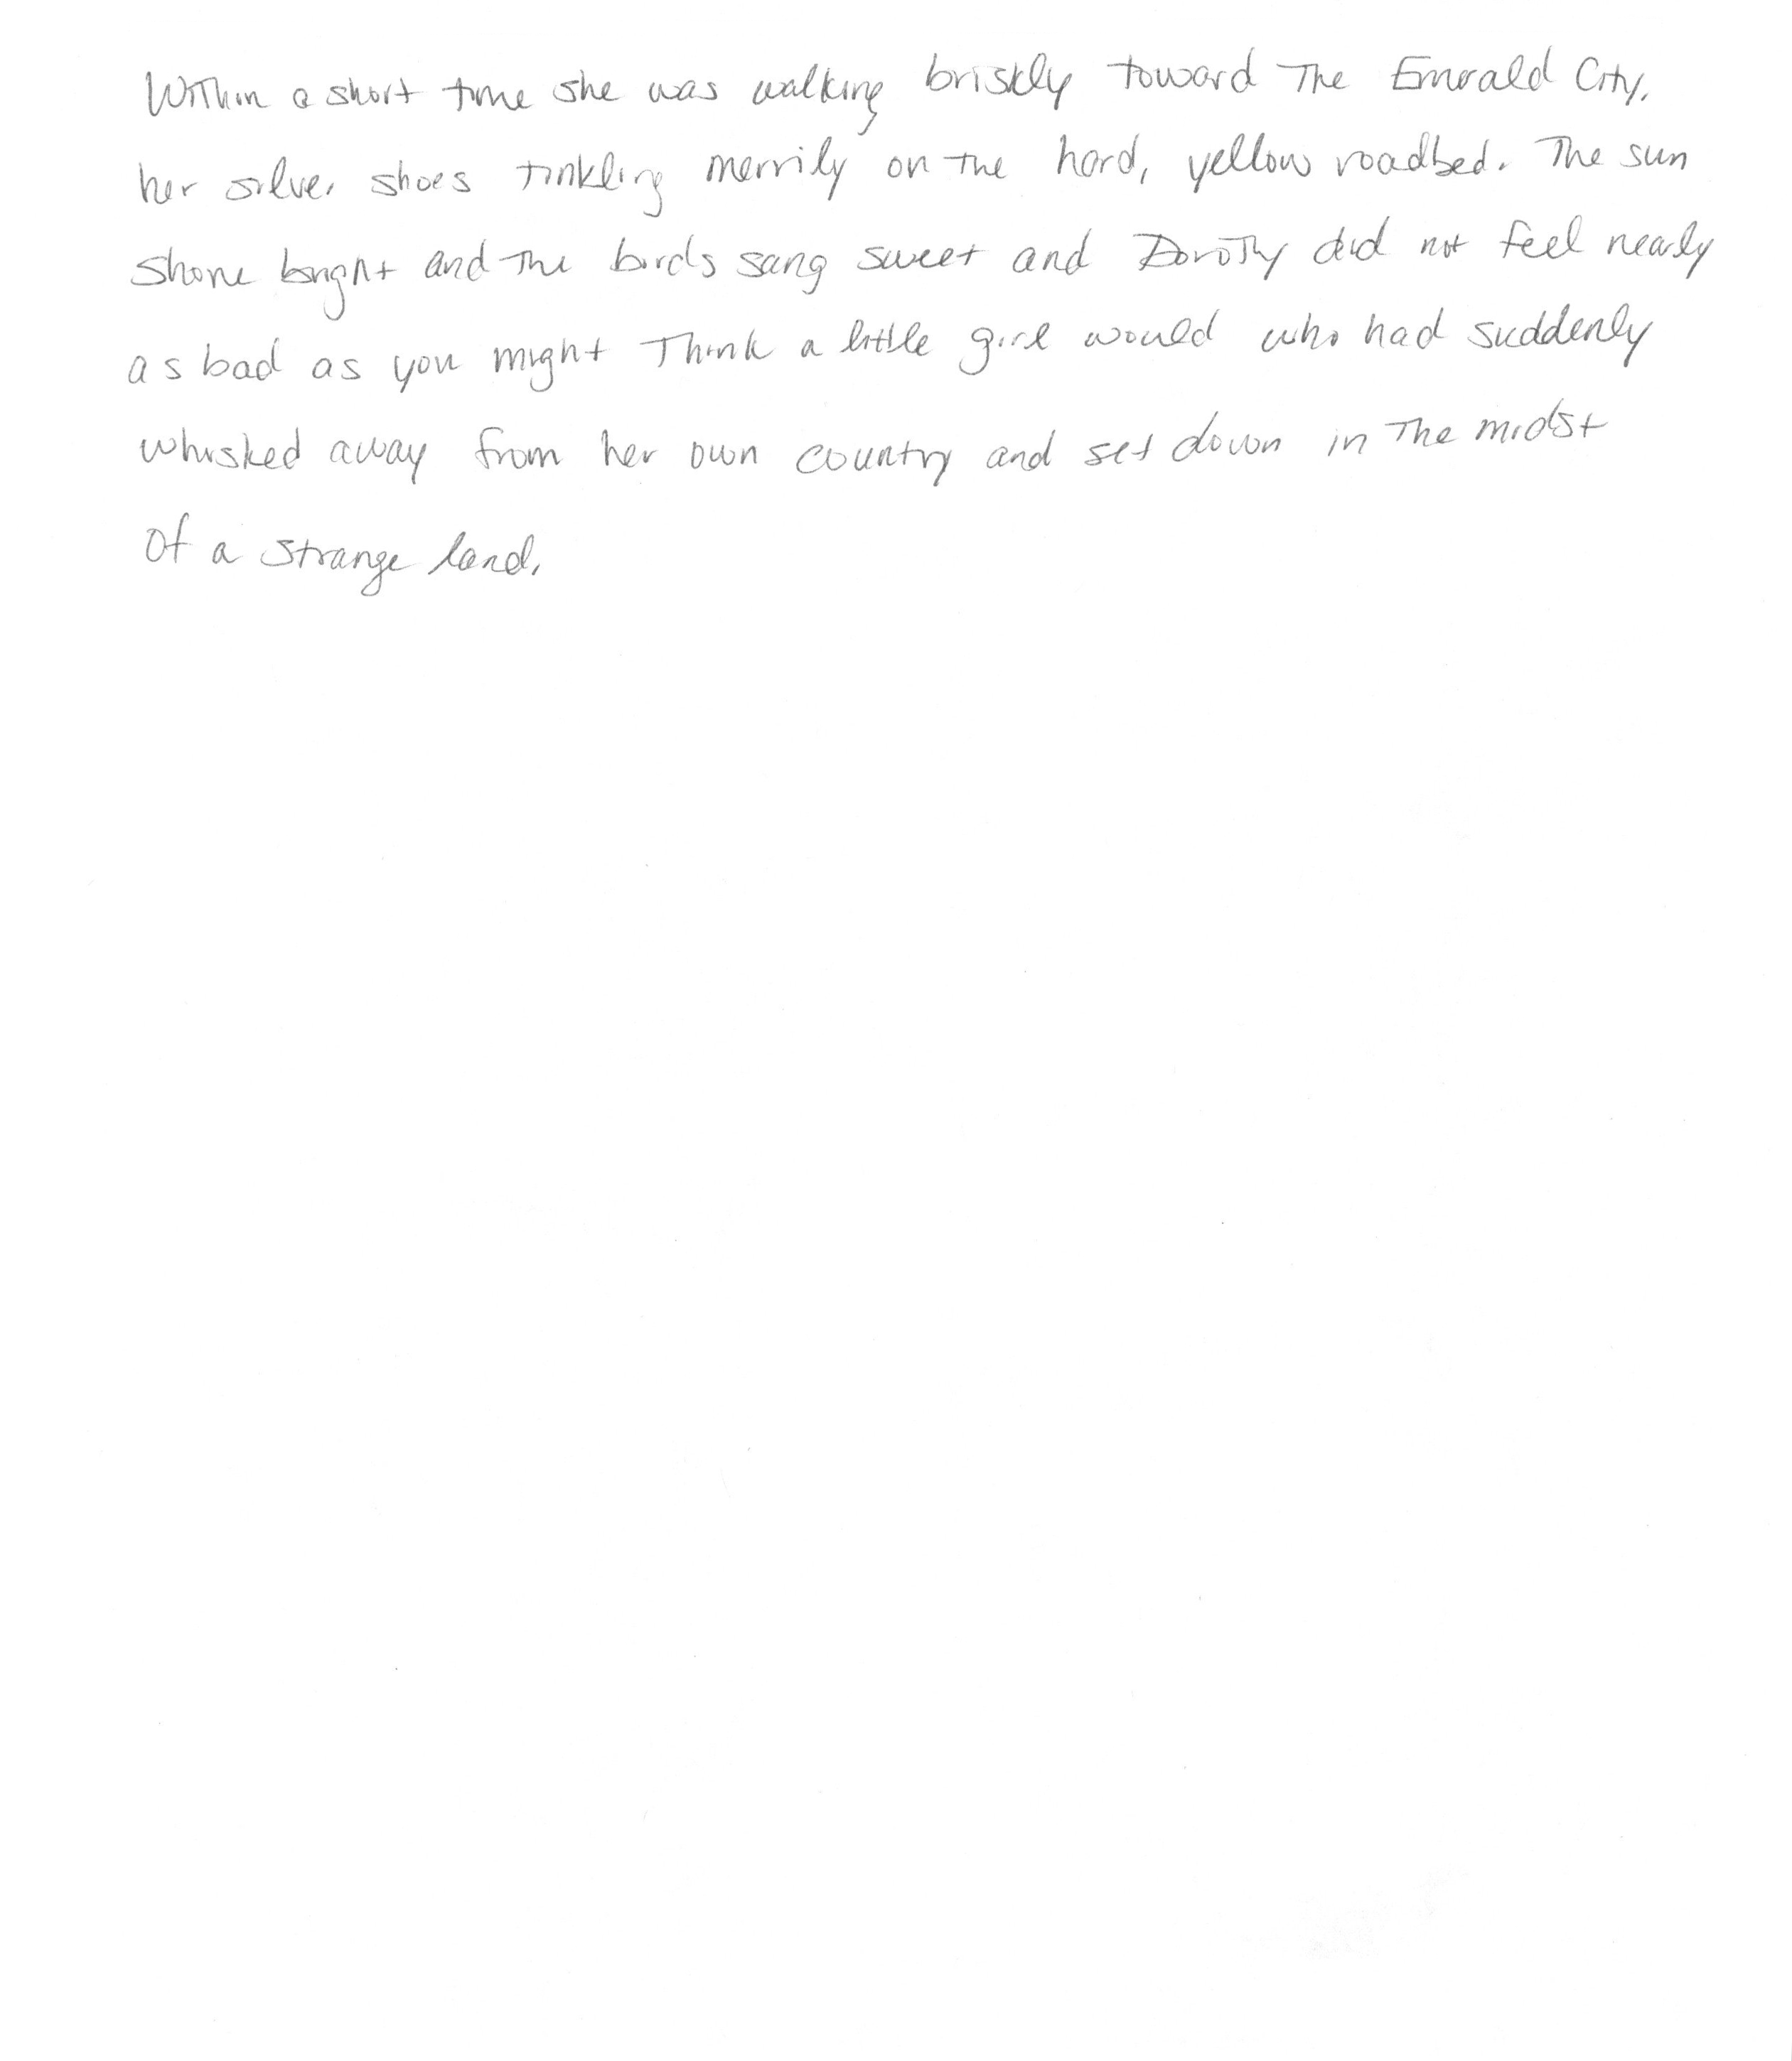 Within a short time she was walking briskly toward The Emerald City,
her silver shoes tinkling merrily on the hard, yellow roadbed. The sun
shone bright and the birds sang sweet and Dorothy did not feel nearly
as bad as you might think a little girl would who had suddenly
whisked away from her own country and set down in the midst
of a strange land.